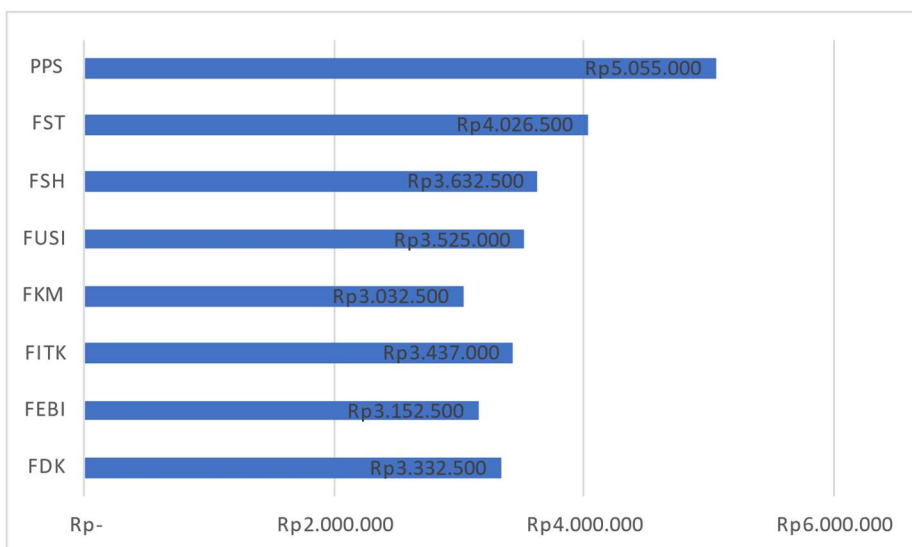 PPS Rp5.055.000
FST Rp4.026.500
FSH Rp3.632.500
FUSI Rp3.525.000
FKM Rp3.032.500
FITK Rp3.437.000
FEBI Rp3.152.500
FDK Rp3.332.500
Rp- Rp2.000.000 Rp4.000.000 Rp6.000.000